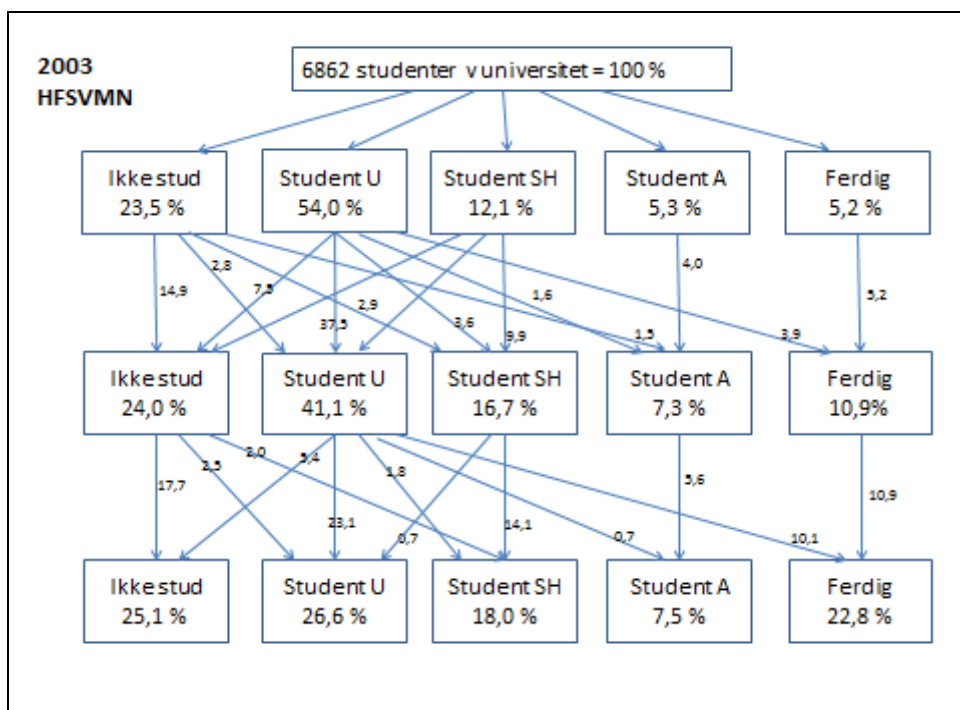 2003
HFSVMN
6862 studenter v universitet = 100 %
Ikke stud
23,5 %
Student U
54,0 %
Student SH
12,1 %
Student A
5,3 %
Ferdig
5,2 %
14,9
2,8
7,5
37,5
2,9
3,6
9,9
1,6
4,0
1,5
3,9
5,2
Ikke stud
24,0 %
Student U
41,1 %
Student SH
16,7 %
Student A
7,3 %
Ferdig
10,9%
17,7
2,5
2,0
5,4
23,1
1,8
0,7
14,1
0,7
5,6
10,1
10,9
Ikke stud
25,1 %
Student U
26,6 %
Student SH
18,0 %
Student A
7,5 %
Ferdig
22,8 %